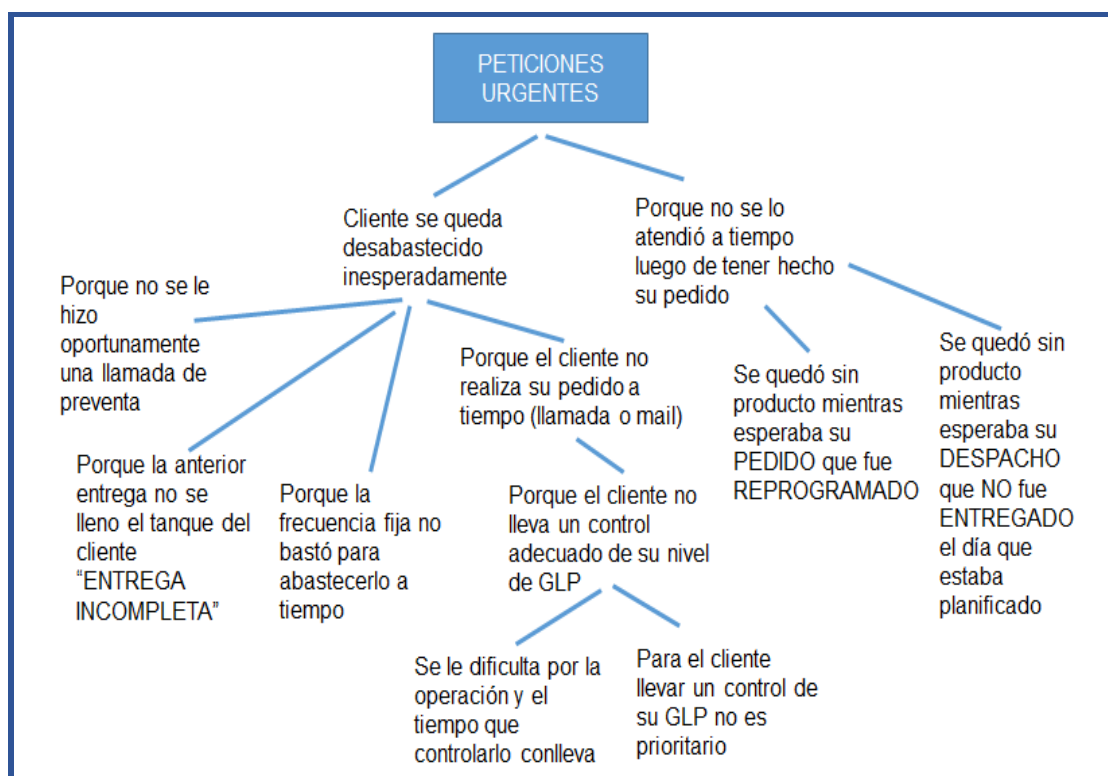 PETICIONES
URGENTES
Cliente se queda
desabastecido
inesperadamente
Porque no se lo
atendió a tiempo
luego de tener hecho
su pedido
Porque no se le
hizo
oportunamente
una llamada de
preventa
Porque la anterior
entrega no se
lleno el tanque del
cliente
“ENTREGA
INCOMPLETA”
Porque la
frecuencia fija no
bastó para
abastecerlo a
tiempo
Porque el cliente no
realiza su pedido a
tiempo (llamada o mail)
Porque el cliente no
lleva un control
adecuado de su nivel
de GLP
Se le dificulta por la
operación y el
tiempo que
controlarlo conlleva
Para el cliente
llevar un control de
su GLP no es
prioritario
Se quedó sin
producto mientras
esperaba su
PEDIDO que fue
REPROGRAMADO
Se quedó sin
producto
mientras
esperaba su
DESPACHO
que NO fue
ENTREGADO
el día que
estaba
planificado